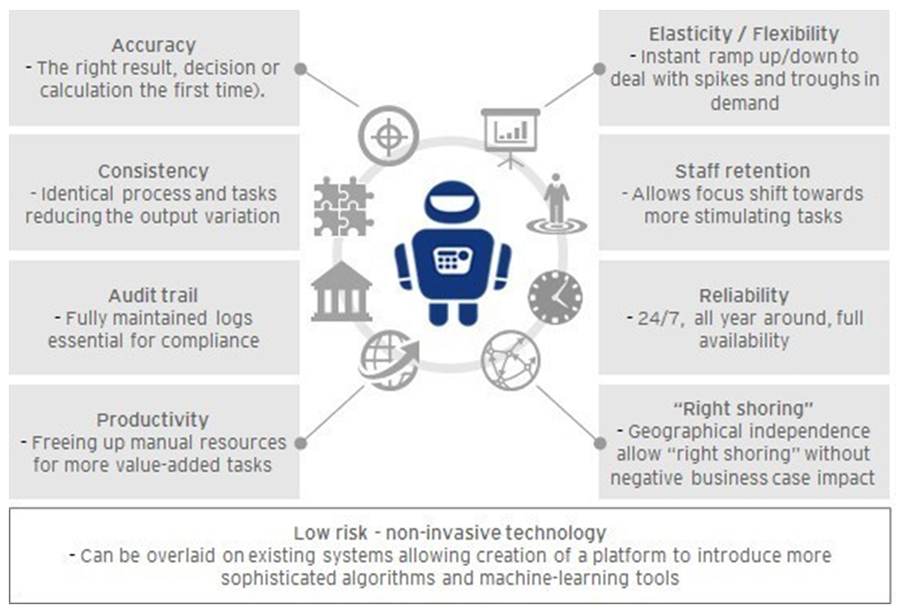 Accuracy
- The right result, decision or
calculation the first time).
Consistency
- Identical process and tasks
reducing the output variation
Audit trail
- Fully maintained logs
essential for compliance
Productivity
- Freeing up manual resources
for more value-added tasks
Elasticity / Flexibility
- Instant ramp up/down to
deal with spikes and troughs in
demand
Staff retention
- Allows focus shift towards
more stimulating tasks
Reliability
- 24/7, all year around, full
availability
“Right shoring”
- Geographical independence
allow “right shoring” without
negative business case impact
Low risk - non-invasive technology
- Can be overlaid on existing systems allowing creation of a platform to introduce more
sophisticated algorithms and machine-learning tools